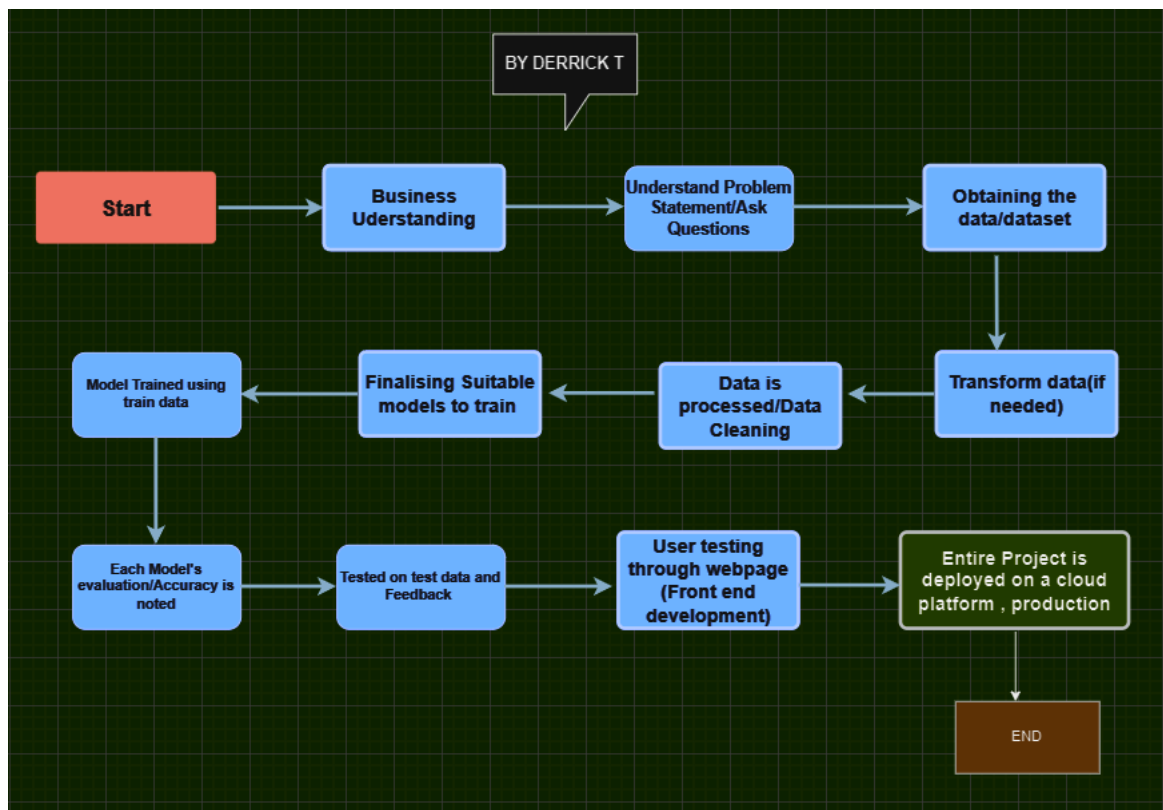 BY DERRICK T
Start
Business
Uderstanding
Understand Problem
Statement/Ask
Questions
Obtaining the
data/dataset
Model Trained using
train data
Finalising Suitable
models to train
Data is
processed/Data
Cleaning
Transform data(if
needed)
Each Model's
evaluation/Accuracy is
noted
Tested on test data and
Feedback
User testing
through webpage
(Front end
development)
Entire Project is
deployed on a cloud
platform , production
END